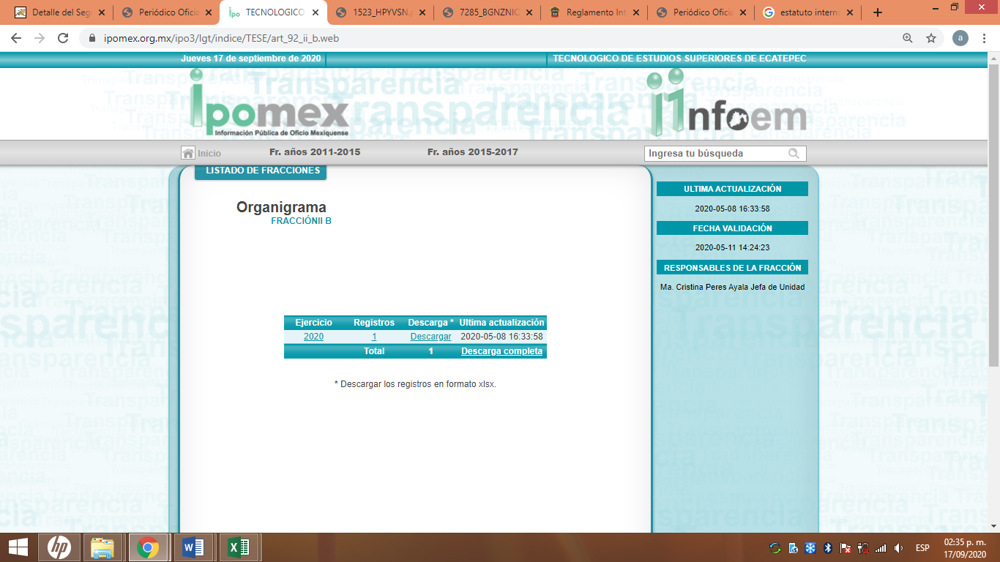 Detalle del Seg
Periódico Oficia
TECNOLOGICO
1523_HPYVSN.p
7285_BGNZNIC
Reglamento Int
Periódico Oficia
estatuto interno
ipomex.org.mx/ipo3/lgt/indice/TESE/art_92_ii_b.web
a
Jueves 17 de septiembre de 2020
TECNOLOGICO DE ESTUDIOS SUPERIORES DE ECATEPEC
ipomex
Información Pública de Oficio Mexiquense
Transparencia
infoem
Inicio
Fr. años 2011-2015
Fr. años 2015-2017
Ingresa tu búsqueda
LISTADO DE FRACCIONES
Organigrama
FRACCIÓNII B
Ejercicio Registros Descarga * Ultima actualización
2020 1 Descargar 2020-05-08 16:33:58
Total 1 Descarga completa
* Descargar los registros en formato xlsx.
ULTIMA ACTUALIZACIÓN
2020-05-08 16:33:58
FECHA VALIDACIÓN
2020-05-11 14:24:23
RESPONSABLES DE LA FRACCIÓN
Ma. Cristina Peres Ayala Jefa de Unidad
ESP
02:35 p. m.
17/09/2020